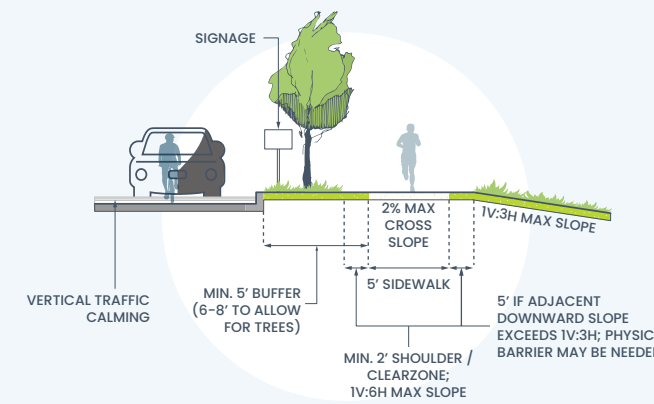 SIGNAGE
2% MAX
CROSS
SLOPE
1V:3H MAX SLOPE
5' SIDEWALK
VERTICAL TRAFFIC
CALMING
MIN. 5' BUFFER
(6-8' TO ALLOW
FOR TREES)
5' IF ADJACENT
DOWNWARD SLOPE
EXCEEDS 1V:3H; PHYSIC
BARRIER MAY BE NEEDE
MIN. 2' SHOULDER /
CLEARZONE;
1V:6H MAX SLOPE